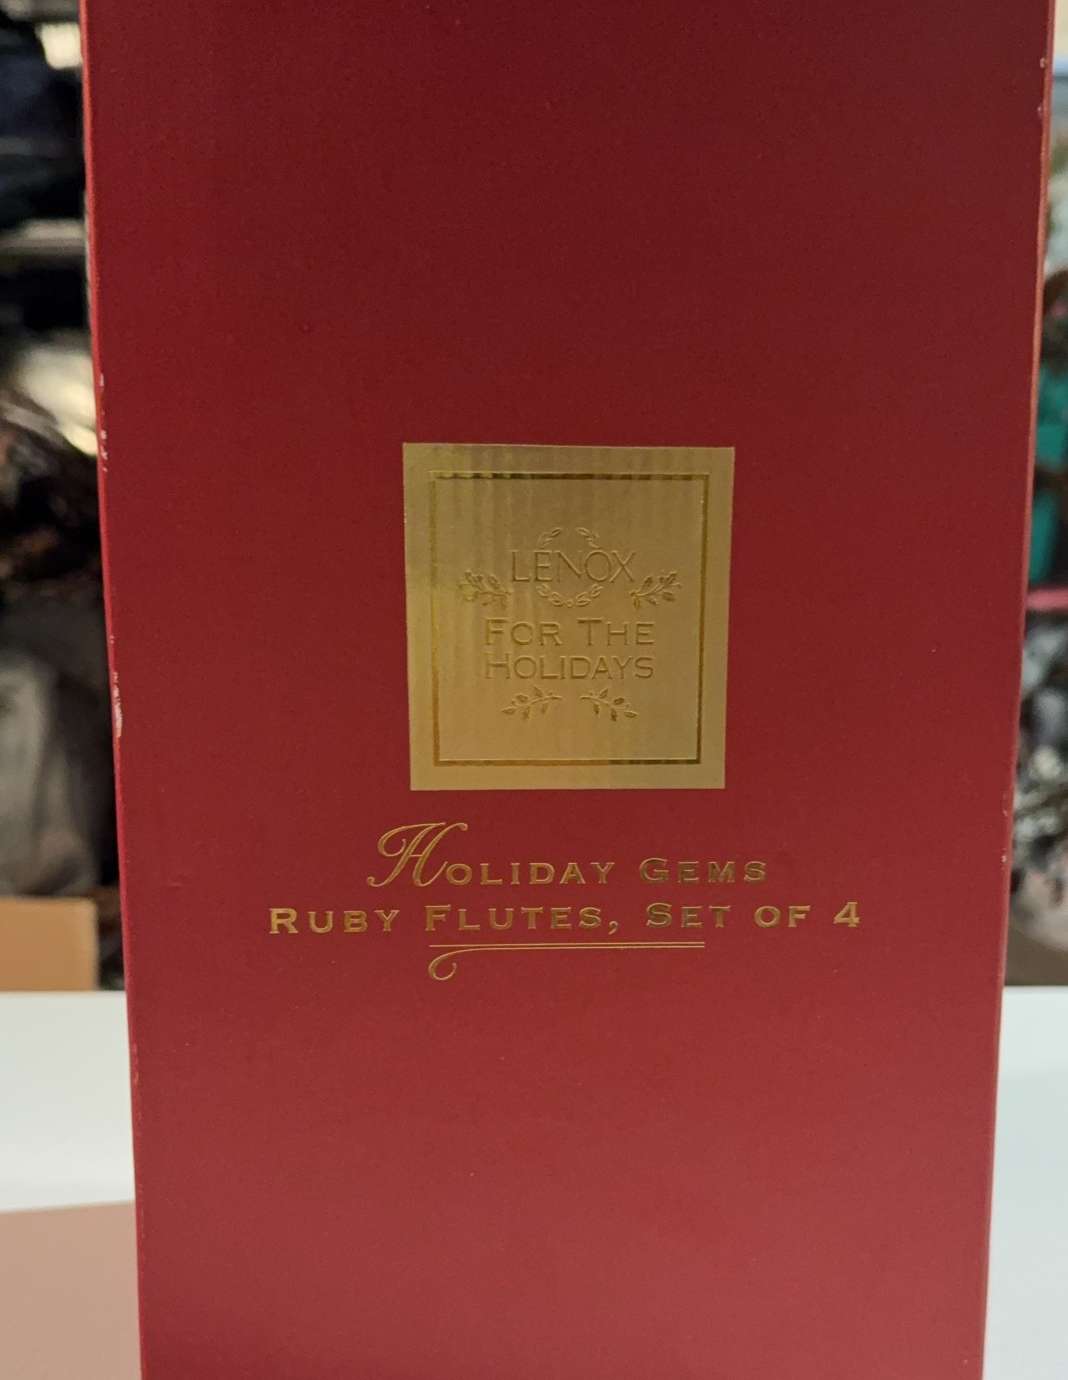 LENOX
FOR THE
HOLIDAYS
HOLIDAY GEMS
RUBY FLUTES, SET OF 4